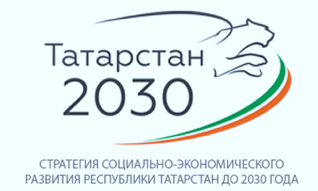 Татарстан
2030
СТРАТЕГИЯ СОЦИАЛЬНО-ЭКОНОМИЧЕСКОГО
РАЗВИТИЯ РЕСПУБЛИКИ ТАТАРСТАН ДО 2030 ГОДА